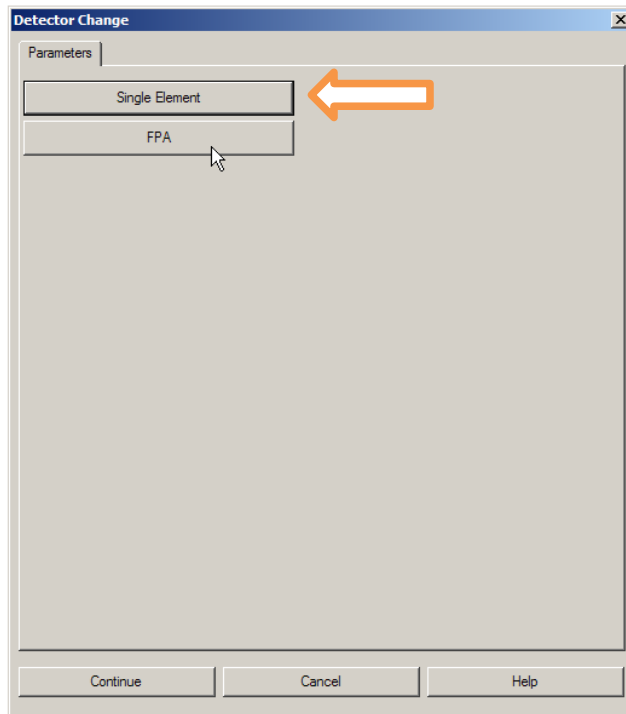 Detector Change
Parameters
Single Element
FPA
Continue Cancel Help